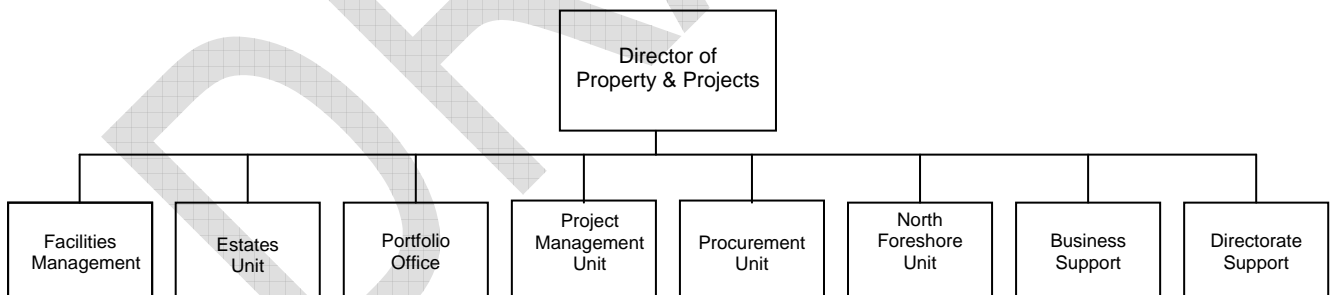 Director of
Property & Projects
Facilities
Management
Estates
Unit
Portfolio
Office
Project
Management
Unit
Procurement
Unit
North
Foreshore
Unit
Business
Support
Directorate
Support